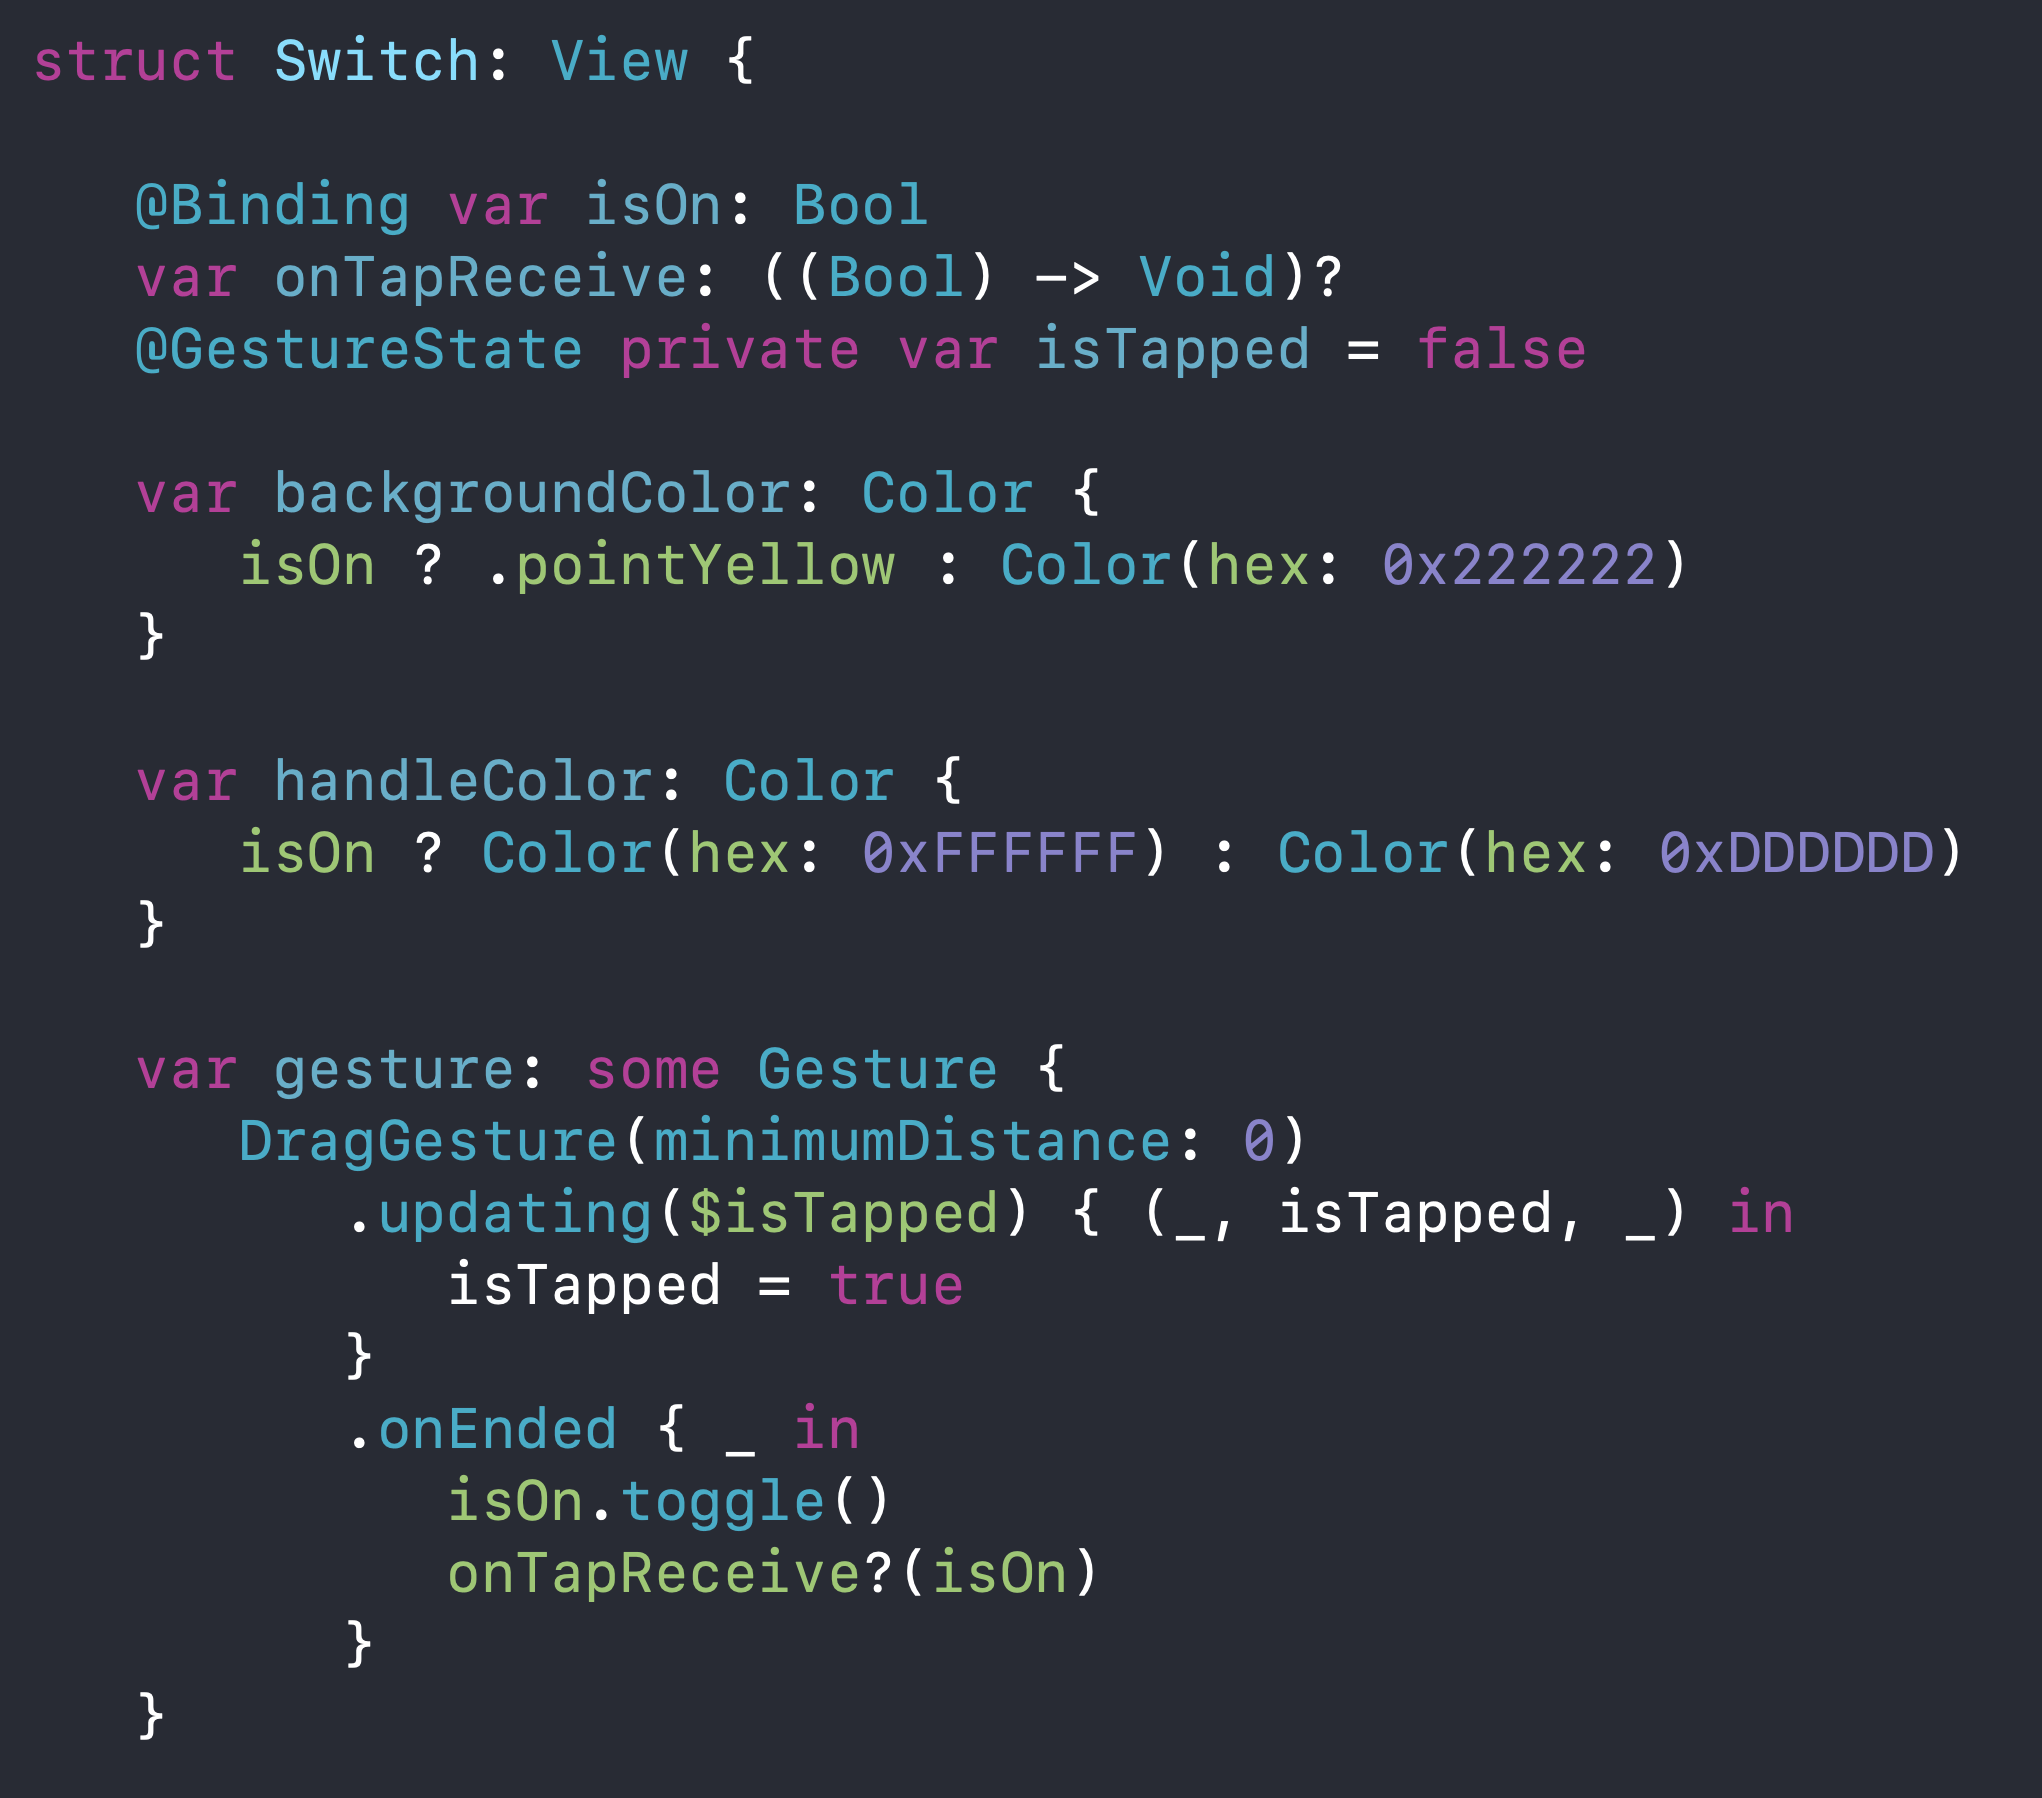 struct Switch: View {
@Binding var isOn: Bool
var onTapReceive: ((Bool) -> Void)?
@GestureState private var isTapped = false
var backgroundColor: Color {
isOn ? .pointYellow : Color(hex: 0x222222)
}
var handleColor: Color {
isOn ? Color(hex: 0xFFFFFF) : Color(hex: 0xDDDDDD)
}
var gesture: some Gesture {
DragGesture(minimumDistance: 0)
.updating($isTapped) { (_, isTapped, _) in
isTapped = true
}
.onEnded { _ in
isOn.toggle()
onTapReceive?(isOn)
}
}